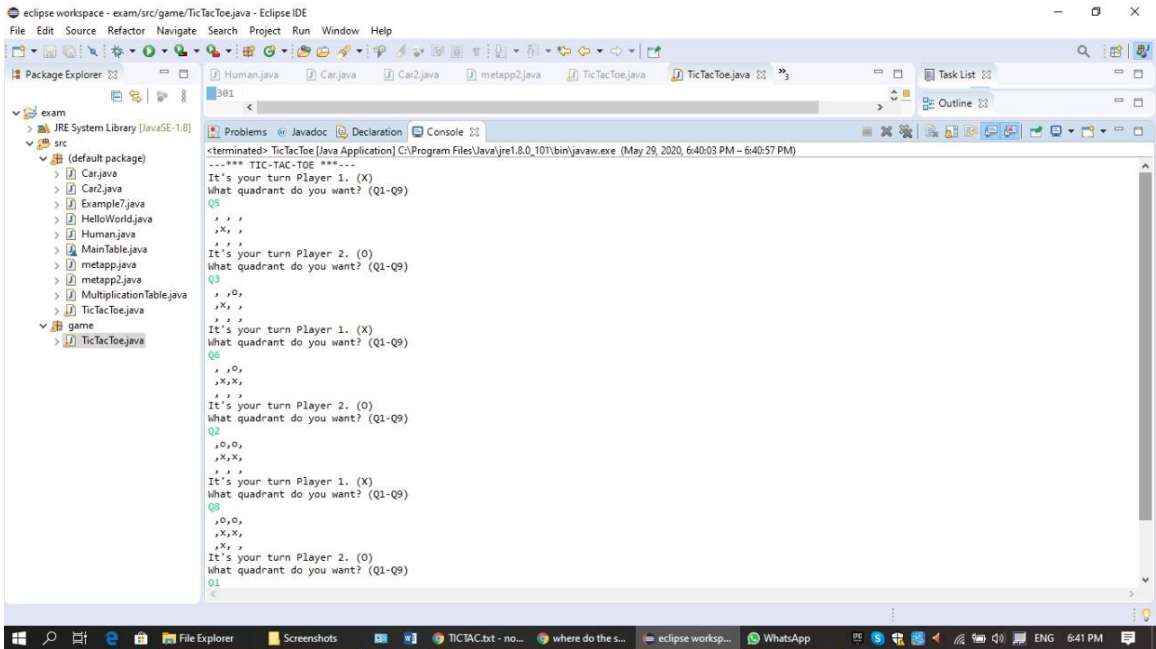 eclipse workspace - exam/src/game/TicTacToe.java - Eclipse IDE
File Edit Source Refactor Navigate Search Project Run Window Help
Package Explorer
Human.java Car.java Car2.java metapp2.java TicTacToe.java TicTacToe.java »3
Task List
301
Outline
exam
JRE System Library [JavaSE-1.8]
src
(default package)
Car.java
Car2.java
Example7.java
HelloWorld.java
Human.java
MainTable.java
metapp.java
metapp2.java
MultiplicationTable.java
TicTacToe.java
game
TicTacToe.java
Problems @ Javadoc Declaration Console
<terminated> TicTacToe [Java Application] C:\Program Files\Java\jre1.8.0_101\bin\javaw.exe (May 29, 2020, 6:40:03 PM – 6:40:57 PM)
---*** TIC-TAC-TOE ***---
It's your turn Player 1. (X)
What quadrant do you want? (Q1-Q9)
Q5
 , , ,
 ,x, ,
 , , ,
It's your turn Player 2. (O)
What quadrant do you want? (Q1-Q9)
Q3
 , ,o,
 ,x, ,
 , , ,
It's your turn Player 1. (X)
What quadrant do you want? (Q1-Q9)
Q6
 , ,o,
 ,x,x,
 , , ,
It's your turn Player 2. (O)
What quadrant do you want? (Q1-Q9)
Q2
 ,o,o,
 ,x,x,
 , , ,
It's your turn Player 1. (X)
What quadrant do you want? (Q1-Q9)
Q8
 ,o,o,
 ,x,x,
 ,x, ,
It's your turn Player 2. (O)
What quadrant do you want? (Q1-Q9)
Q1
File Explorer Screenshots TICTAC.txt - no... where do the s... eclipse worksp... WhatsApp ENG 6:41 PM